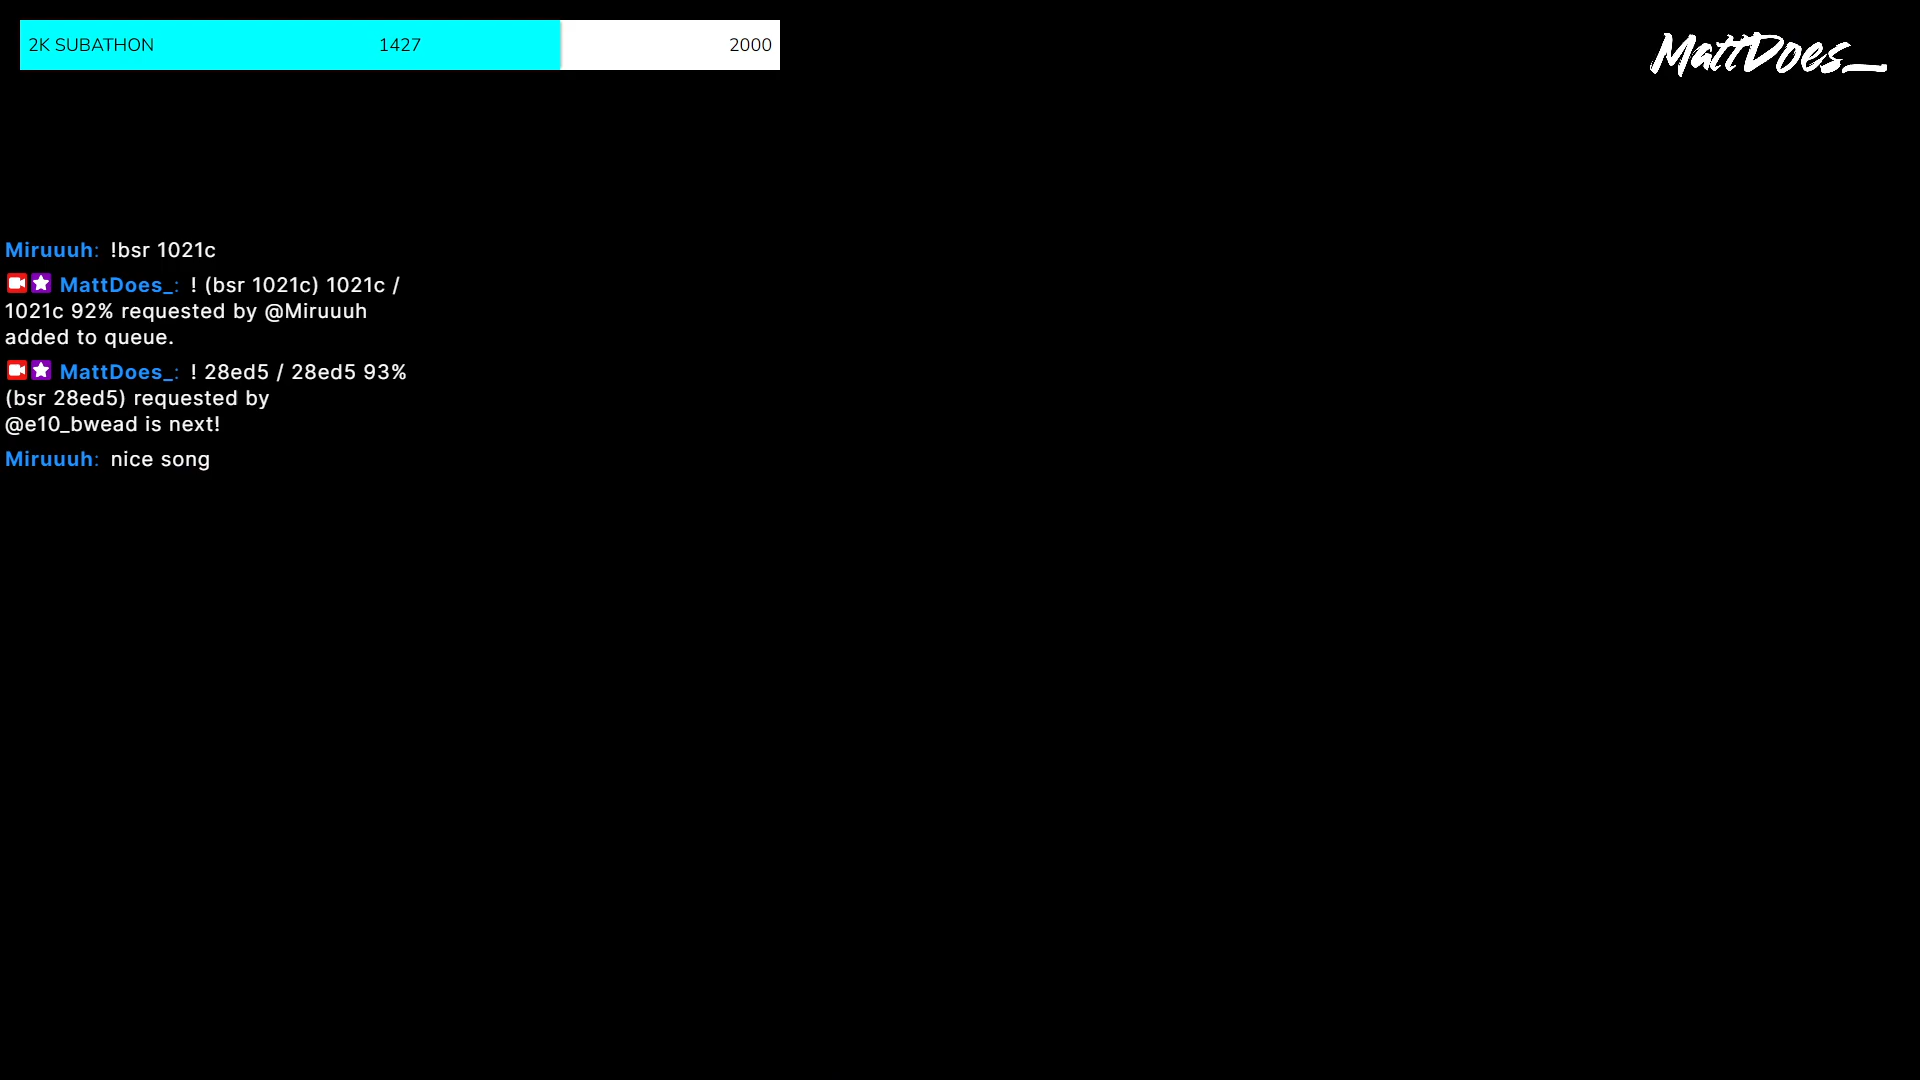 2K SUBATHON 1427 2000
MattDoes_
Miruuuh: !bsr 1021c
MattDoes_: ! (bsr 1021c) 1021c /
1021c 92% requested by @Miruuuh
added to queue.
MattDoes_: ! 28ed5 / 28ed5 93%
(bsr 28ed5) requested by
@e10_bwead is next!
Miruuuh: nice song